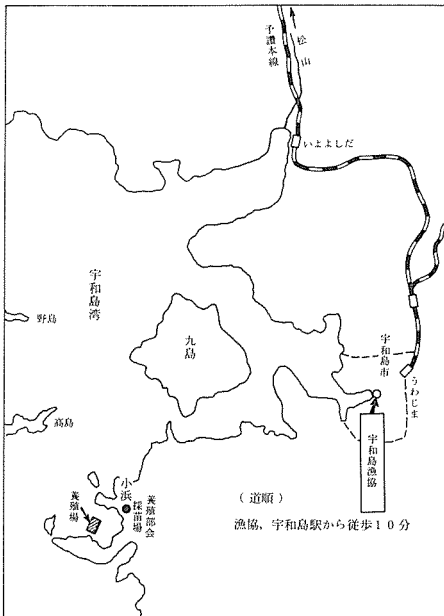 予讃本線
松山
いよよしだ
宇和島湾
野島
九島
宇和島市
うわじま
高島
小浜
養殖部会
採苗場
養殖場
宇和島漁協
(道順)
漁協、宇和島駅から徒歩10分